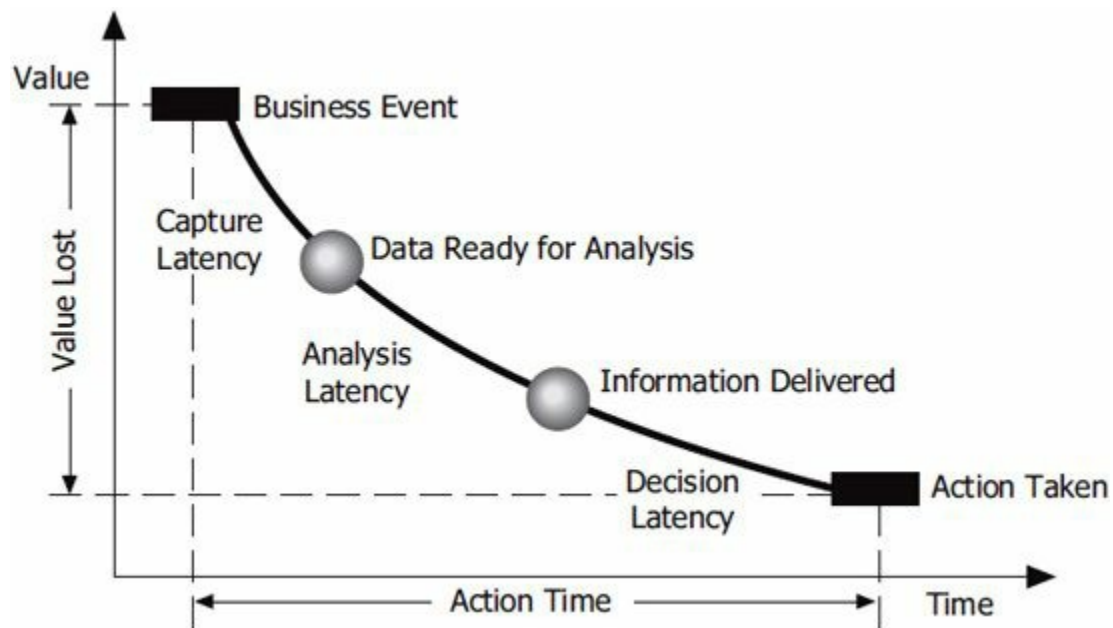 Value
Business Event
Capture
Latency
Data Ready for Analysis
Value Lost
Analysis
Latency
Information Delivered
Decision
Latency
Action Taken
Action Time
Time